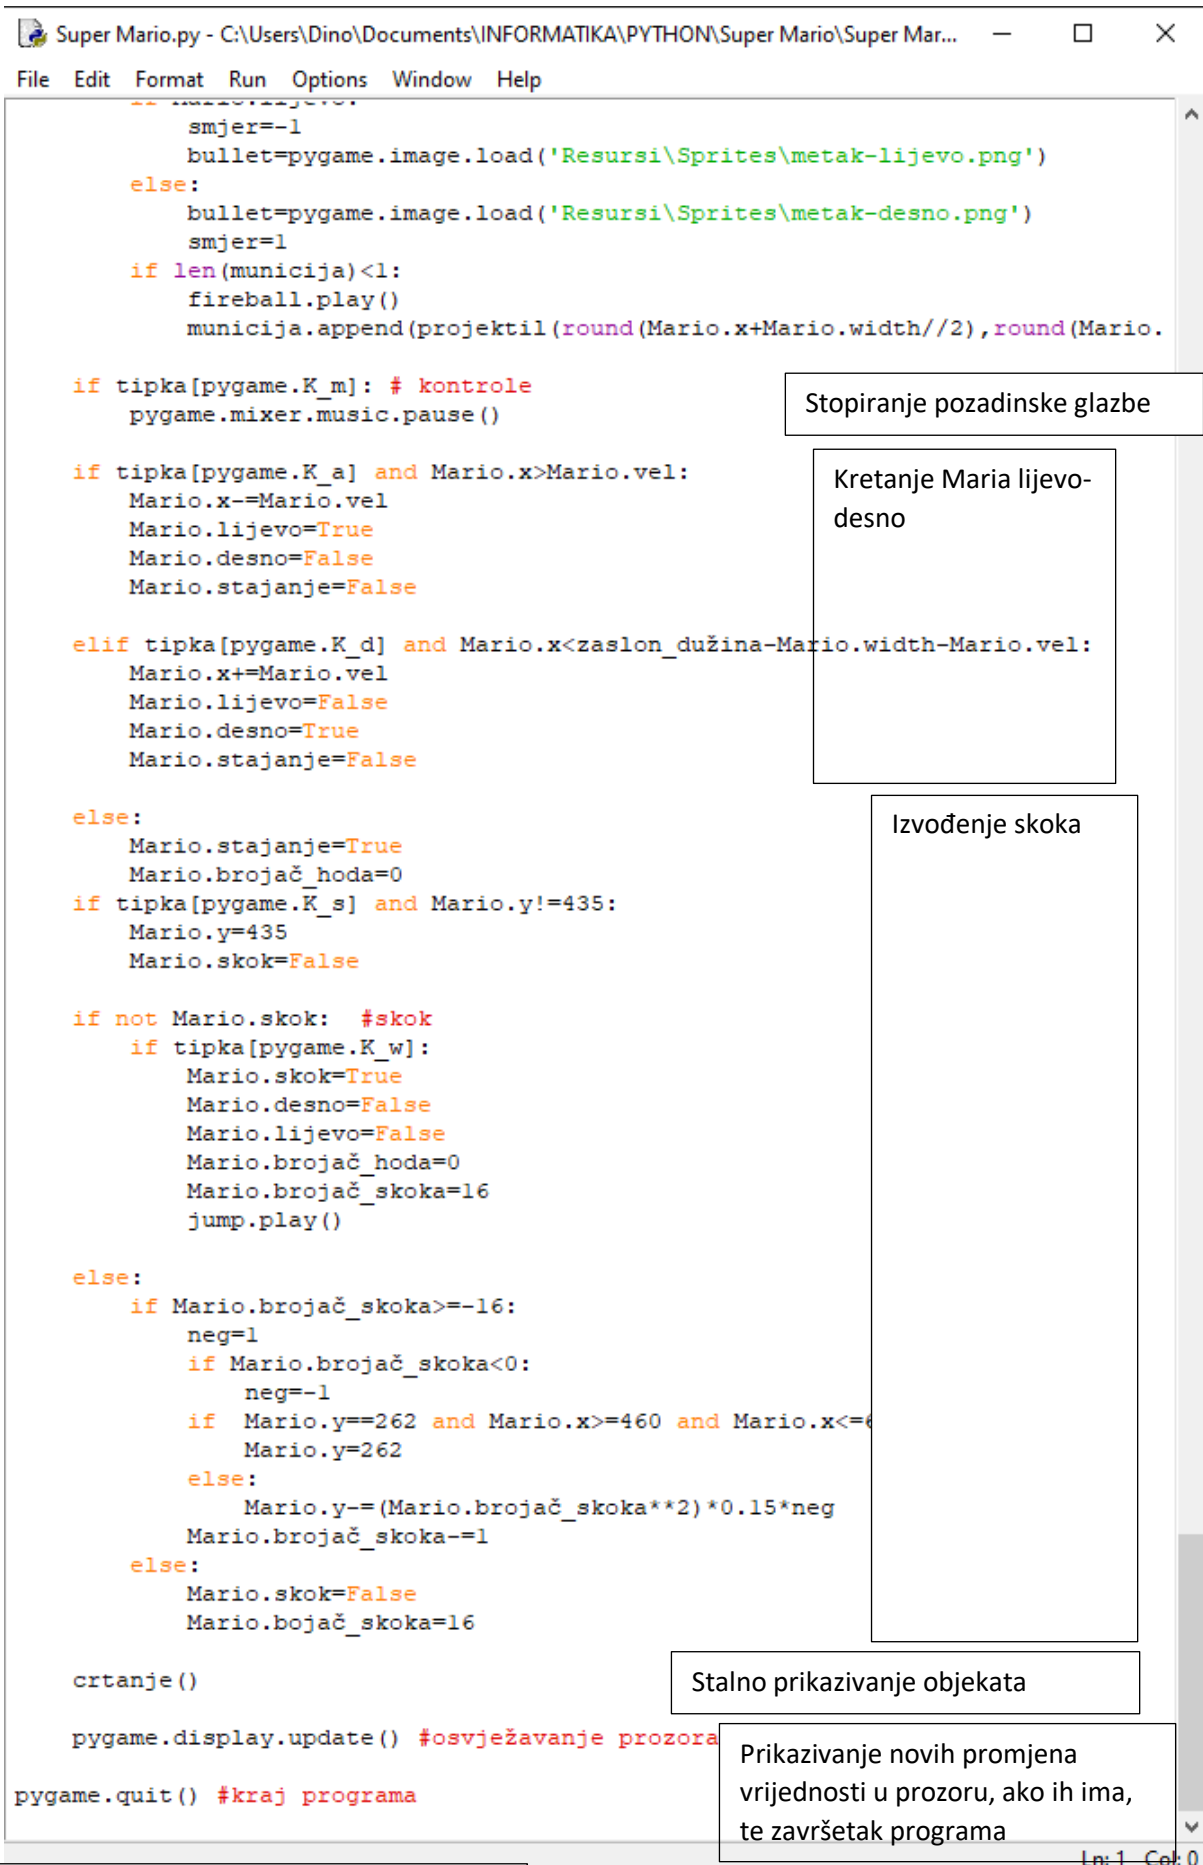 Super Mario.py - C:\Users\Dino\Documents\INFORMATIKA\PYTHON\Super Mario\Super Mar...
File Edit Format Run Options Window Help
if Mario.lijevo:
smjer=-1
bullet=pygame.image.load('Resursi\Sprites\metak-lijevo.png')
else:
bullet=pygame.image.load('Resursi\Sprites\metak-desno.png')
smjer=1
if len(municija)<1:
fireball.play()
municija.append(projektil(round(Mario.x+Mario.width//2),round(Mario.
if tipka[pygame.K_m]: # kontrole
pygame.mixer.music.pause()
Stopiranje pozadinske glazbe
if tipka[pygame.K_a] and Mario.x>Mario.vel:
Mario.x-=Mario.vel
Mario.lijevo=True
Mario.desno=False
Mario.stajanje=False
Kretanje Maria lijevo-
desno
elif tipka[pygame.K_d] and Mario.x<zaslon_dužina-Mario.width-Mario.vel:
Mario.x+=Mario.vel
Mario.lijevo=False
Mario.desno=True
Mario.stajanje=False
else:
Mario.stajanje=True
Mario.brojač_hoda=0
Izvođenje skoka
if tipka[pygame.K_s] and Mario.y!=435:
Mario.y=435
Mario.skok=False
if not Mario.skok: #skok
if tipka[pygame.K_w]:
Mario.skok=True
Mario.desno=False
Mario.lijevo=False
Mario.brojač_hoda=0
Mario.brojač_skoka=16
jump.play()
else:
if Mario.brojač_skoka>=-16:
neg=1
if Mario.brojač_skoka<0:
neg=-1
if Mario.y==262 and Mario.x>=460 and Mario.x<=6
Mario.y=262
else:
Mario.y-=(Mario.brojač_skoka**2)*0.15*neg
Mario.brojač_skoka-=1
else:
Mario.skok=False
Mario.bojač_skoka=16
crtanje()
Stalno prikazivanje objekata
pygame.display.update() #osvježavanje prozora
pygame.quit() #kraj programa
Prikazivanje novih promjena
vrijednosti u prozoru, ako ih ima,
te završetak programa
Ln: 1 Col: 0